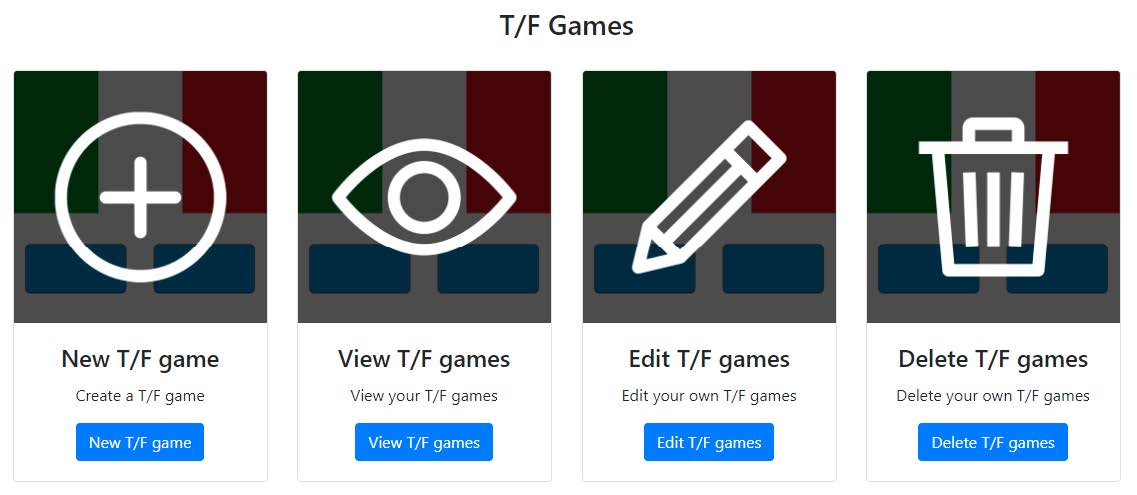 T/F Games
New T/F game
Create a T/F game
New T/F game
View T/F games
View your T/F games
View T/F games
Edit T/F games
Edit your own T/F games
Edit T/F games
Delete T/F games
Delete your own T/F games
Delete T/F games